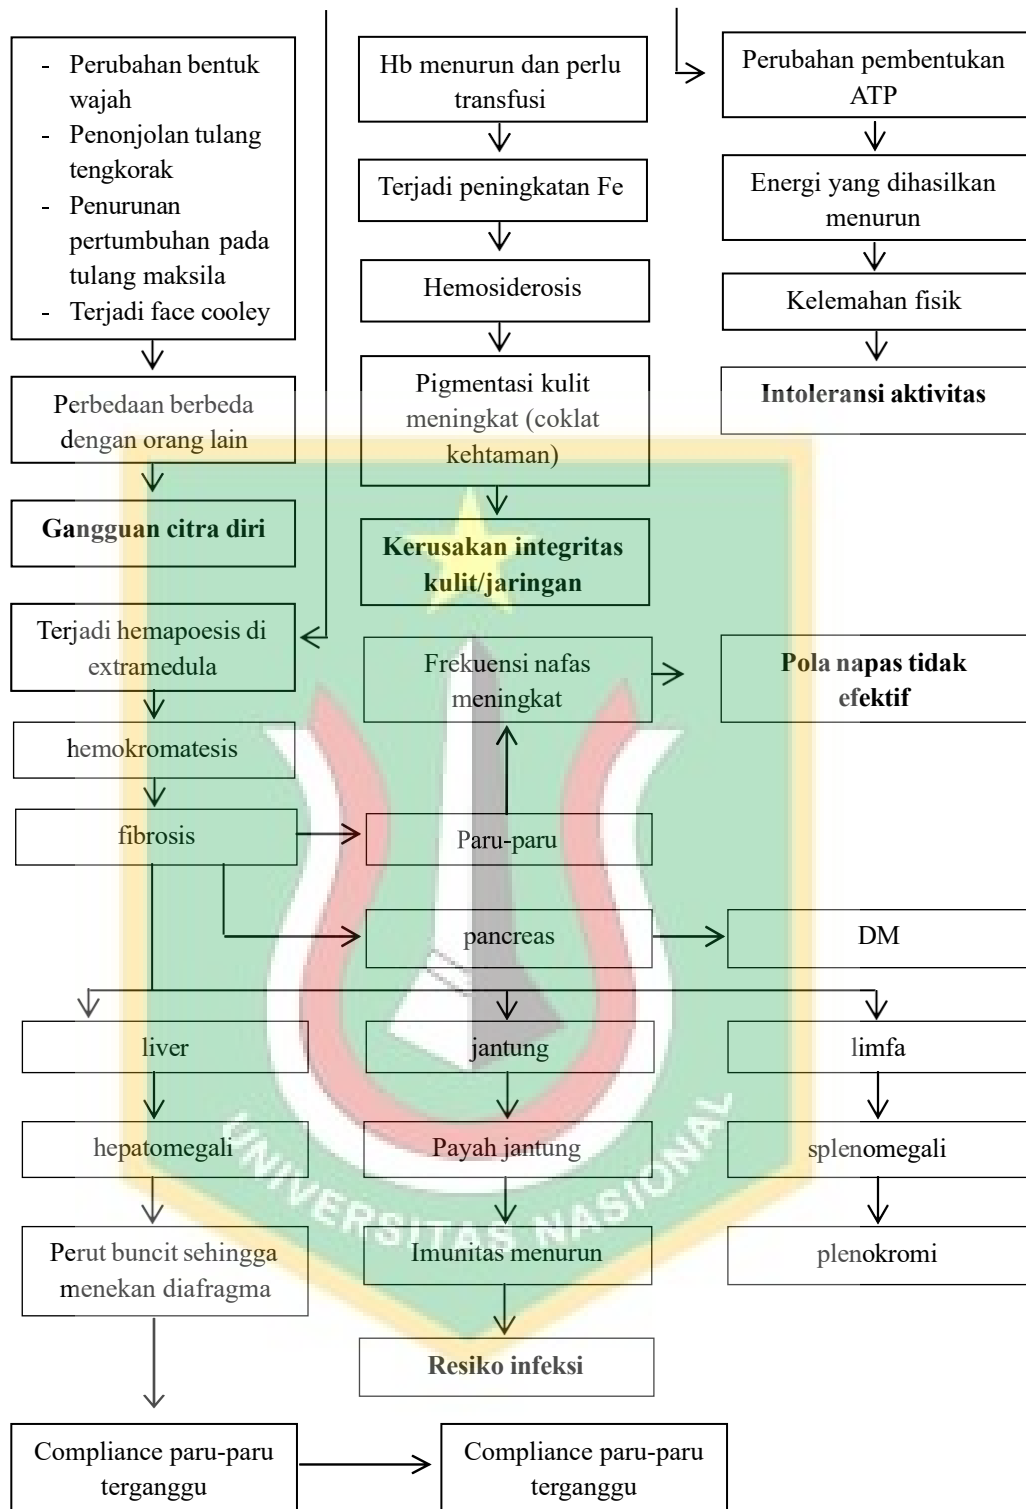 - Perubahan bentuk
wajah
- Penonjolan tulang
tengkorak
- Penurunan
pertumbuhan pada
tulang maksila
- Terjadi face cooley
Hb menurun dan perlu
transfusi
Perubahan pembentukan
ATP
Terjadi peningkatan Fe
Energi yang dihasilkan
menurun
Hemosiderosis
Kelemahan fisik
Perbedaan berbeda
dengan orang lain
Pigmentasi kulit
meningkat (coklat
kehtaman)
Intoleransi aktivitas
Gangguan citra diri
Kerusakan integritas
kulit/jaringan
Terjadi hemapoesis di
extramedula
Frekuensi nafas
meningkat
Pola napas tidak
efektif
hemokromatesis
fibrosis
Paru-paru
pancreas
DM
liver
jantung
limfa
hepatomegali
Payah jantung
splenomegali
Perut buncit sehingga
menekan diafragma
Imunitas menurun
plenokromi
Resiko infeksi
Compliance paru-paru
terganggu
Compliance paru-paru
terganggu
UNIVERSITAS NASIONAL